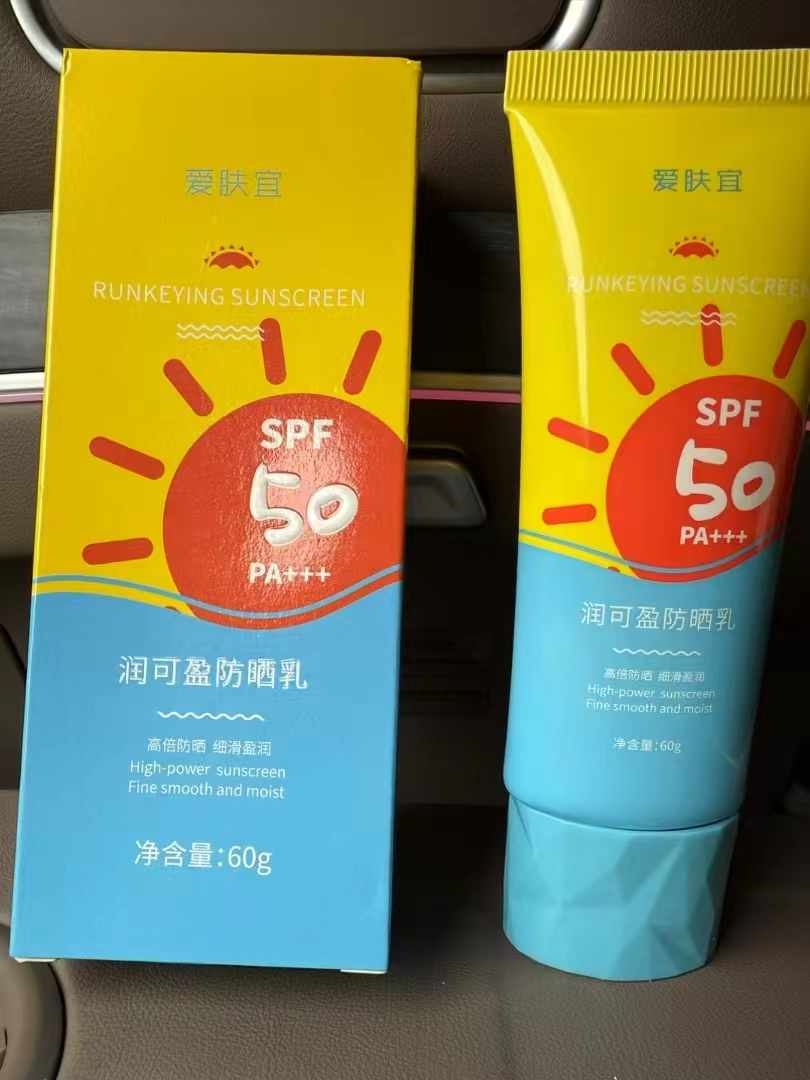 爱肤宜
RUNKEYING SUNSCREEN
SPF
50
PA+++
润可盈防晒乳
高倍防晒 细滑盈润
High-power sunscreen
Fine smooth and moist
净含量:60g
爱肤宜
RUNKEYING SUNSCREEN
SPF
50
PA+++
润可盈防晒乳
高倍防晒 细滑盈润
High-power sunscreen
Fine smooth and moist
净含量:60g